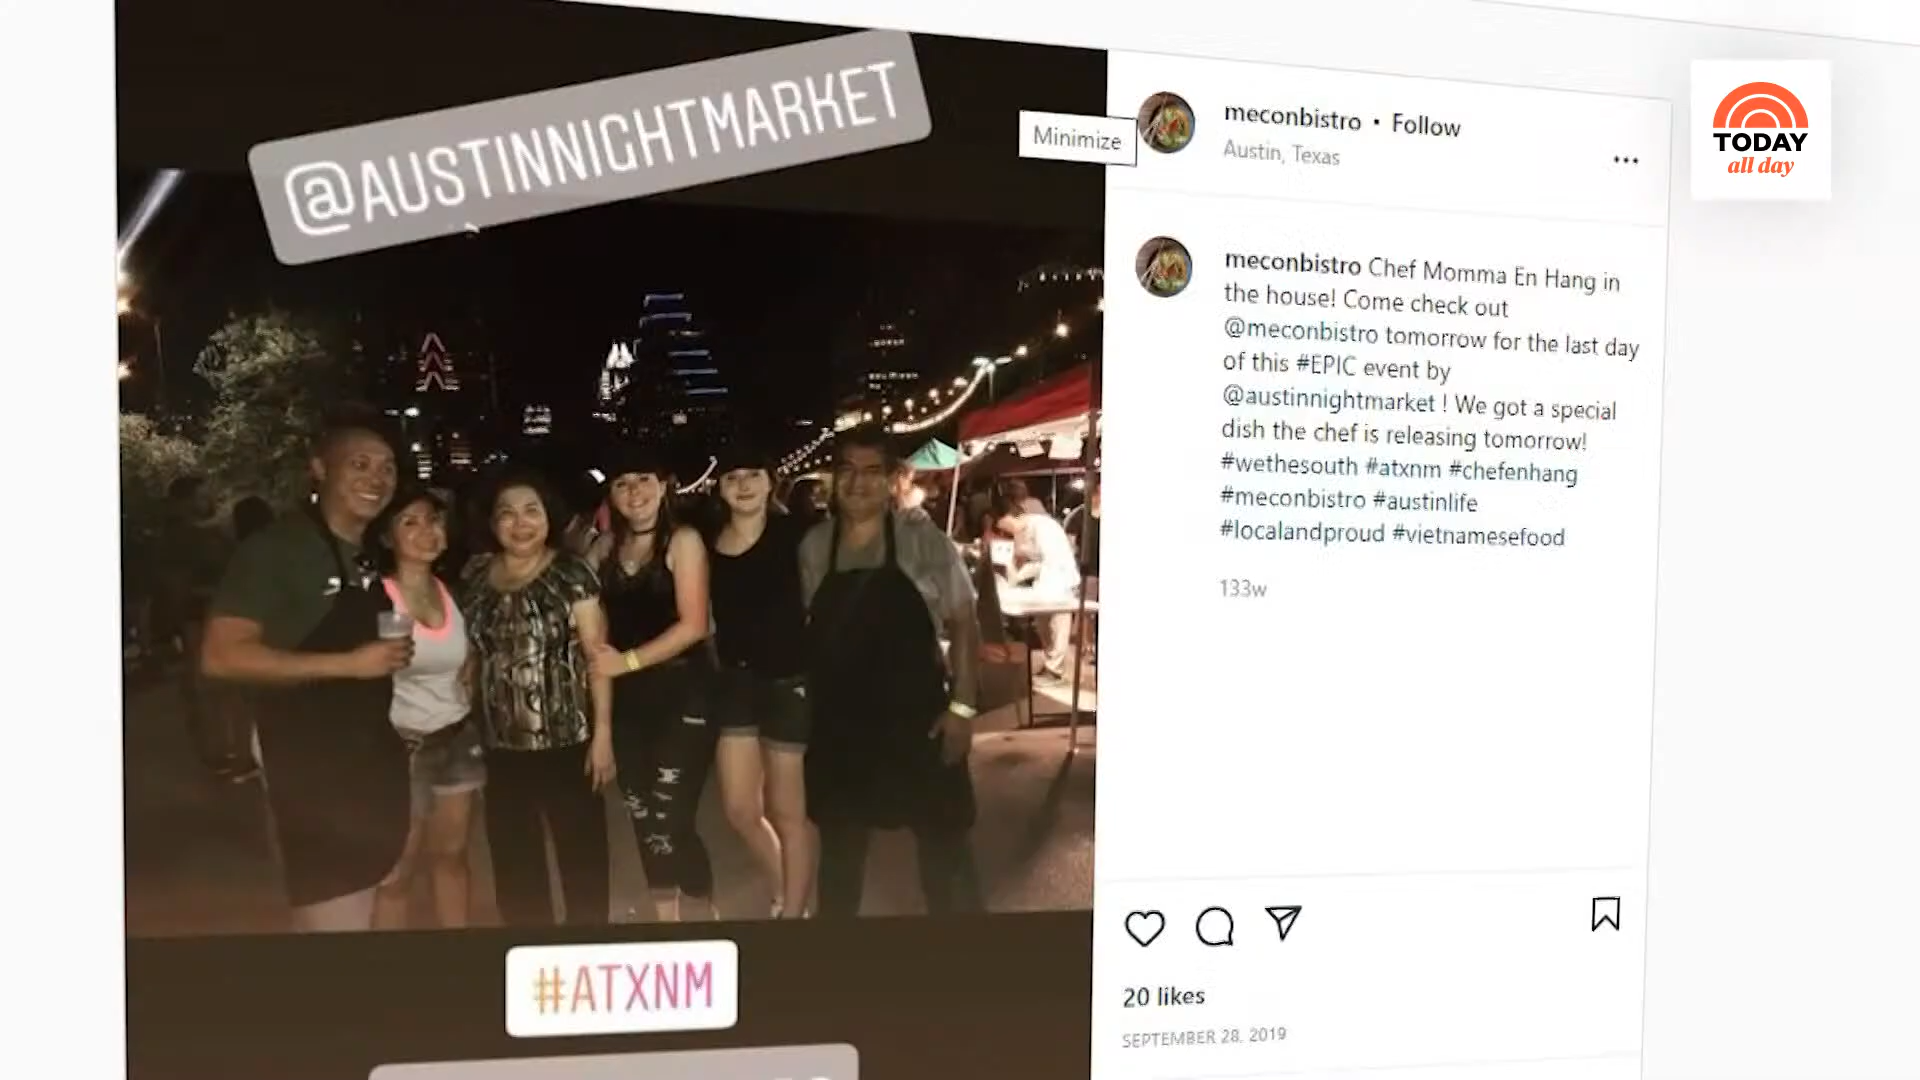 @AUSTINNIGHTMARKET
Minimize
meconbistro • Follow
Austin, Texas
TODAY
all day
meconbistro Chef Momma En Hang in
the house! Come check out
@meconbistro tomorrow for the last day
of this #EPIC event by
@austinnightmarket ! We got a special
dish the chef is releasing tomorrow!
#wethesouth #atxnm #chefenhang
#meconbistro #austinlife
#localandproud #vietnamesefood
133w
#ATXNM
20 likes
SEPTEMBER 28, 2019